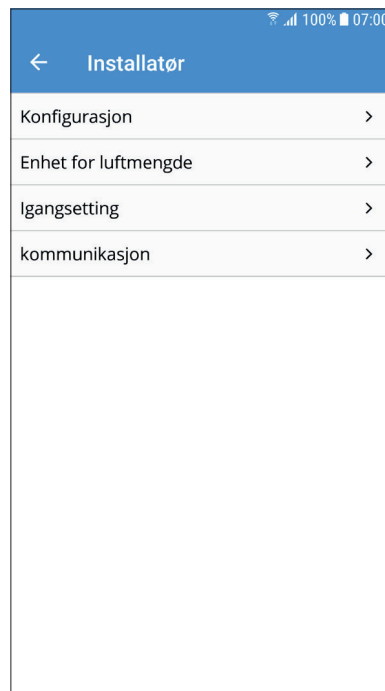 100% 07:00
Installatør
Konfigurasjon
Enhet for luftmengde
Igangsetting
kommunikasjon